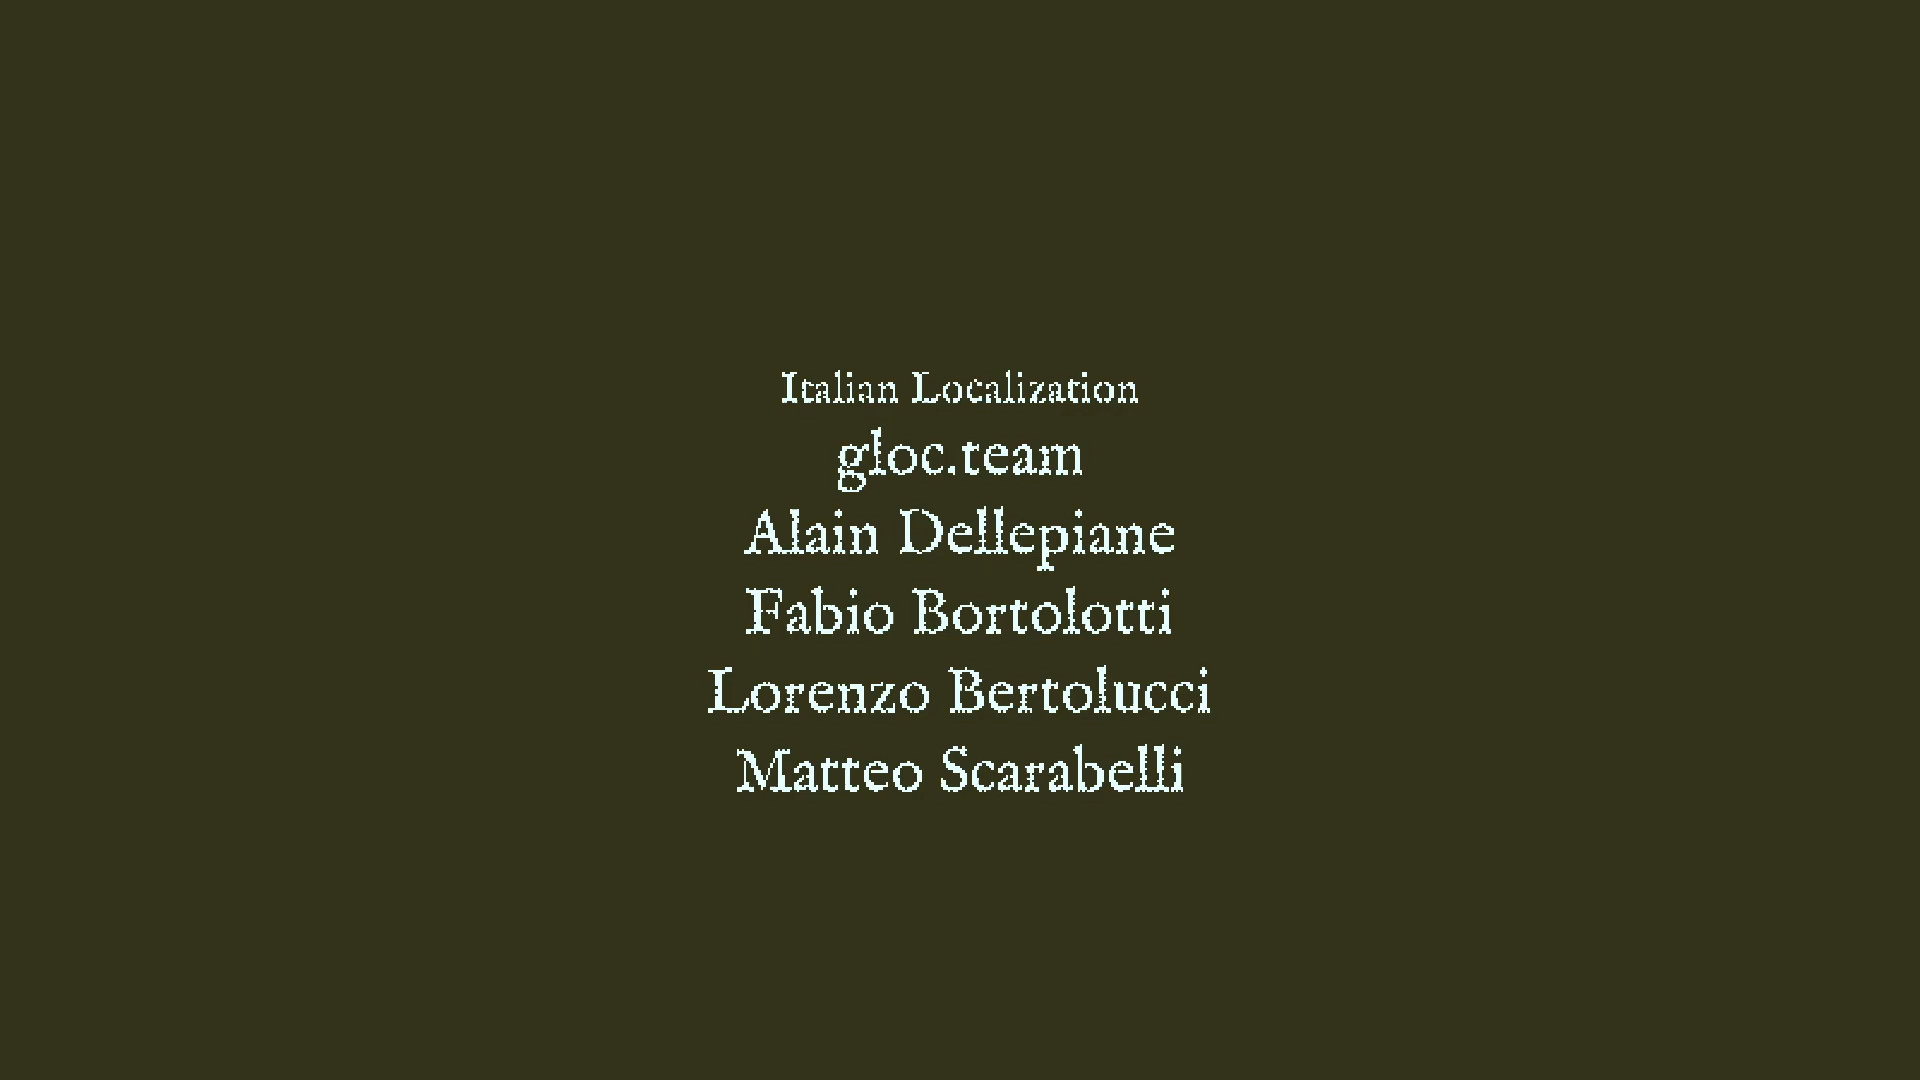 Italian Localization
gloc.team
Alain Dellepiane
Fabio Bortolotti
Lorenzo Bertolucci
Matteo Scarabelli